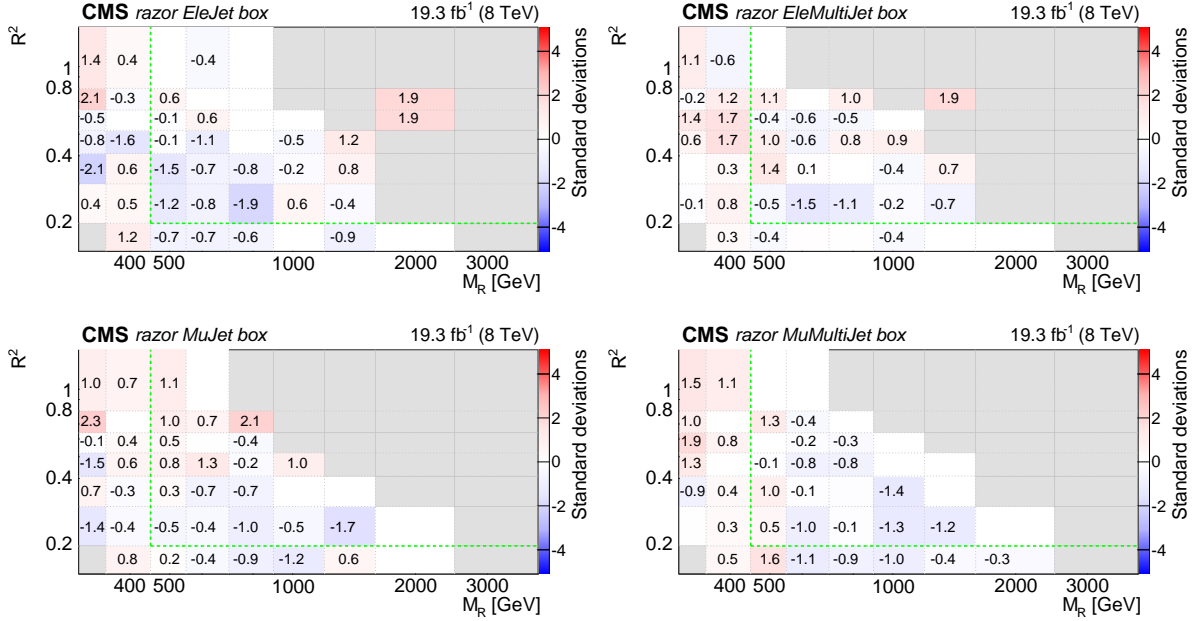 CMS razor EleJet box 19.3 fb-1 (8 TeV)
R2
1
0.8
0.4
0.2
1.4 0.4 -0.4
2.1 -0.3 0.6 1.9
-0.5 -0.1 0.6 1.9
-0.8 -1.6 -0.1 -1.1 -0.5 1.2
-2.1 0.6 -1.5 -0.7 -0.8 -0.2 0.8
0.4 0.5 -1.2 -0.8 -1.9 0.6 -0.4
1.2 -0.7 -0.7 -0.6 -0.9
400 500 1000 2000 3000
MR [GeV]
4
2
0
-2
-4
Standard deviations
CMS razor EleMultiJet box 19.3 fb-1 (8 TeV)
R2
1
0.8
0.4
0.2
1.1 -0.6
-0.2 1.2 1.1 1.0 1.9
1.4 1.7 -0.4 -0.6 -0.5
0.6 1.7 1.0 -0.6 0.8 0.9
0.3 1.4 0.1 -0.4 0.7
-0.1 0.8 -0.5 -1.5 -1.1 -0.2 -0.7
0.3 -0.4 -0.4
400 500 1000 2000 3000
MR [GeV]
4
2
0
-2
-4
Standard deviations
CMS razor MuJet box 19.3 fb-1 (8 TeV)
R2
1
0.8
0.4
0.2
1.0 0.7 1.1
2.3 1.0 0.7 2.1
-0.1 0.4 0.5 -0.4
-1.5 0.6 0.8 1.3 -0.2 1.0
0.7 -0.3 0.3 -0.7 -0.7
-1.4 -0.4 -0.5 -0.4 -1.0 -0.5 -1.7
0.8 0.2 -0.4 -0.9 -1.2 0.6
400 500 1000 2000 3000
MR [GeV]
4
2
0
-2
-4
Standard deviations
CMS razor MuMultiJet box 19.3 fb-1 (8 TeV)
R2
1
0.8
0.4
0.2
1.5 1.1
1.0 1.3 -0.4
1.9 0.8 -0.2 -0.3
1.3 -0.1 -0.8 -0.8
-0.9 0.4 1.0 -0.1 -1.4
0.3 0.5 -1.0 -0.1 -1.3 -1.2
0.5 1.6 -1.1 -0.9 -1.0 -0.4 -0.3
400 500 1000 2000 3000
MR [GeV]
4
2
0
-2
-4
Standard deviations